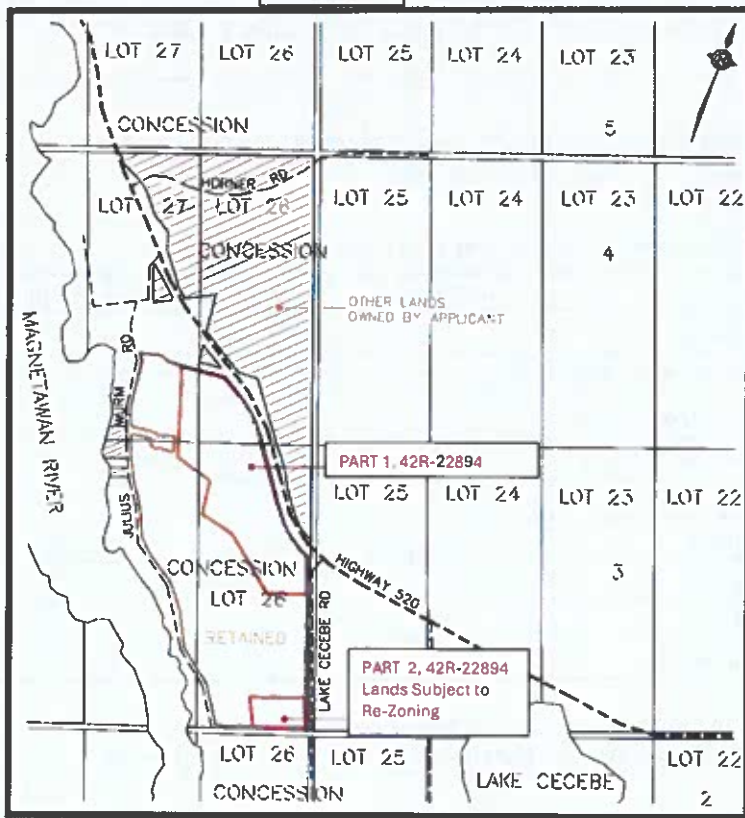 LOT 27
LOT 26
LOT 25
LOT 24
LOT 23
CONCESSION
5
HORNER RD
LOT 27
LOT 26
LOT 25
LOT 24
LOT 23
LOT 22
CONCESSION
4
OTHER LANDS
OWNED BY APPLICANT
MAGNETAWAN RIVER
JULIUS WURM RD
PART 1, 42R-22894
LOT 25
LOT 24
LOT 23
LOT 22
CONCESSION
3
LOT 26
HIGHWAY 520
RETAINED
LAKE CECEBE RD
PART 2, 42R-22894
Lands Subject to
Re-Zoning
LOT 26
LOT 25
LAKE CECEBE
LOT 22
CONCESSION
2